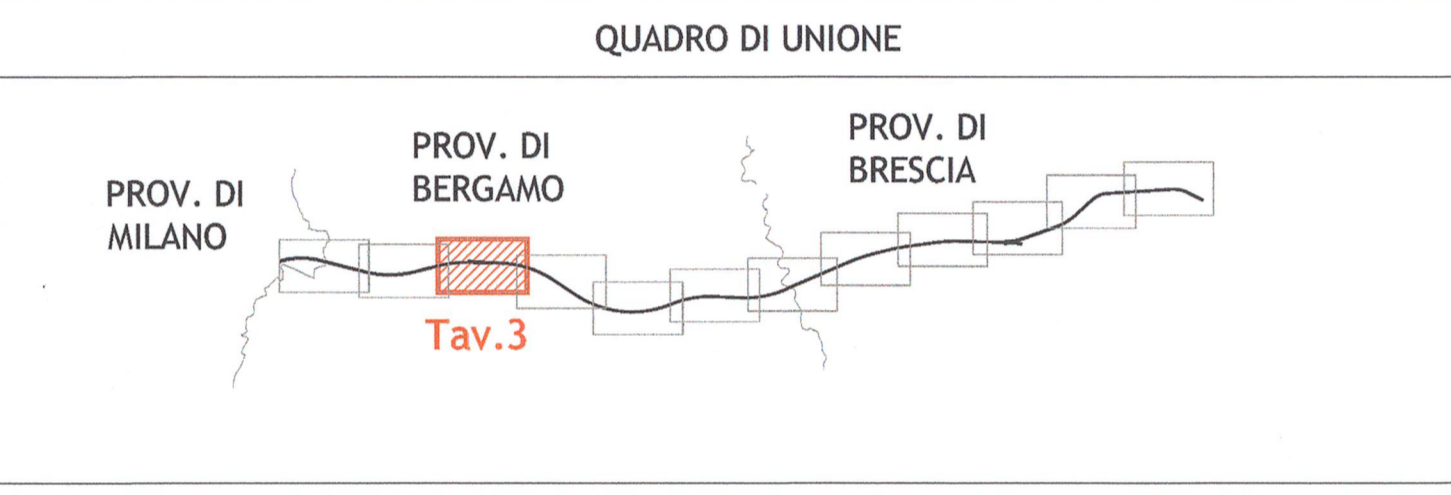 QUADRO DI UNIONE
PROV. DI
MILANO
PROV. DI
BERGAMO
PROV. DI
BRESCIA
Tav.3